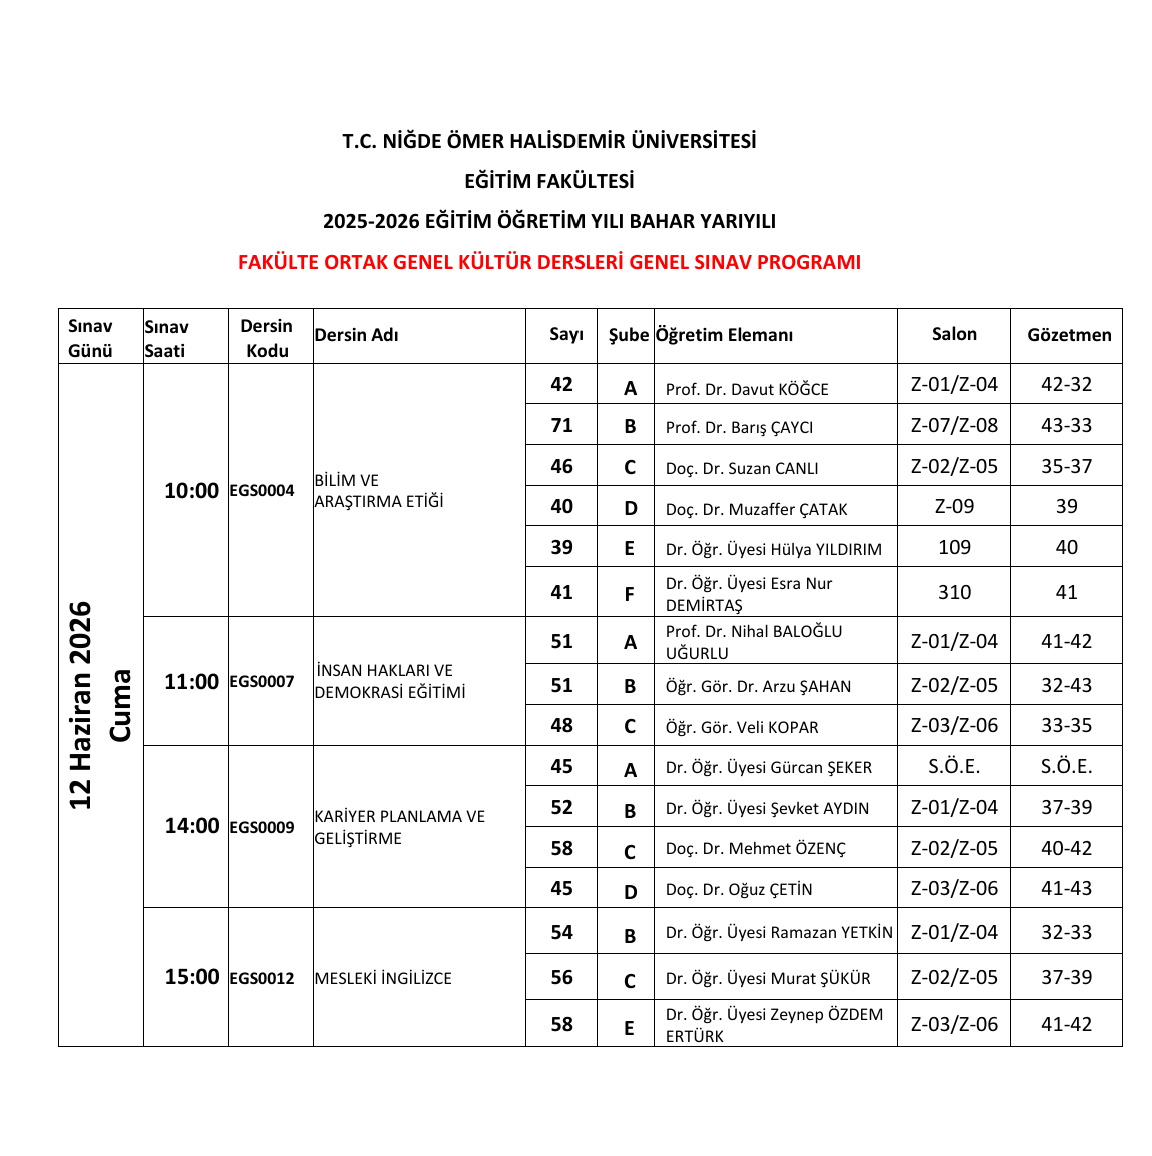 T.C. NİĞDE ÖMER HALİSDEMİR ÜNİVERSİTESİ
EĞİTİM FAKÜLTESİ
2025-2026 EĞİTİM ÖĞRETİM YILI BAHAR YARIYILI
FAKÜLTE ORTAK GENEL KÜLTÜR DERSLERİ GENEL SINAV PROGRAMI
Sınav Günü Sınav Saati Dersin Kodu Dersin Adı Sayı Şube Öğretim Elemanı Salon Gözetmen
12 Haziran 2026
Cuma
10:00 EGS0004 BİLİM VE
ARAŞTIRMA ETİĞİ
42 A Prof. Dr. Davut KÖĞCE Z-01/Z-04 42-32
71 B Prof. Dr. Barış ÇAYCI Z-07/Z-08 43-33
46 C Doç. Dr. Suzan CANLI Z-02/Z-05 35-37
40 D Doç. Dr. Muzaffer ÇATAK Z-09 39
39 E Dr. Öğr. Üyesi Hülya YILDIRIM 109 40
41 F Dr. Öğr. Üyesi Esra Nur
DEMİRTAŞ 310 41
11:00 EGS0007 İNSAN HAKLARI VE
DEMOKRASİ EĞİTİMİ
51 A Prof. Dr. Nihal BALOĞLU
UĞURLU Z-01/Z-04 41-42
51 B Öğr. Gör. Dr. Arzu ŞAHAN Z-02/Z-05 32-43
48 C Öğr. Gör. Veli KOPAR Z-03/Z-06 33-35
14:00 EGS0009 KARİYER PLANLAMA VE
GELİŞTİRME
45 A Dr. Öğr. Üyesi Gürcan ŞEKER S.Ö.E. S.Ö.E.
52 B Dr. Öğr. Üyesi Şevket AYDIN Z-01/Z-04 37-39
58 C Doç. Dr. Mehmet ÖZENÇ Z-02/Z-05 40-42
45 D Doç. Dr. Oğuz ÇETİN Z-03/Z-06 41-43
15:00 EGS0012 MESLEKİ İNGİLİZCE
54 B Dr. Öğr. Üyesi Ramazan YETKİN Z-01/Z-04 32-33
56 C Dr. Öğr. Üyesi Murat ŞÜKÜR Z-02/Z-05 37-39
58 E Dr. Öğr. Üyesi Zeynep ÖZDEM
ERTÜRK Z-03/Z-06 41-42